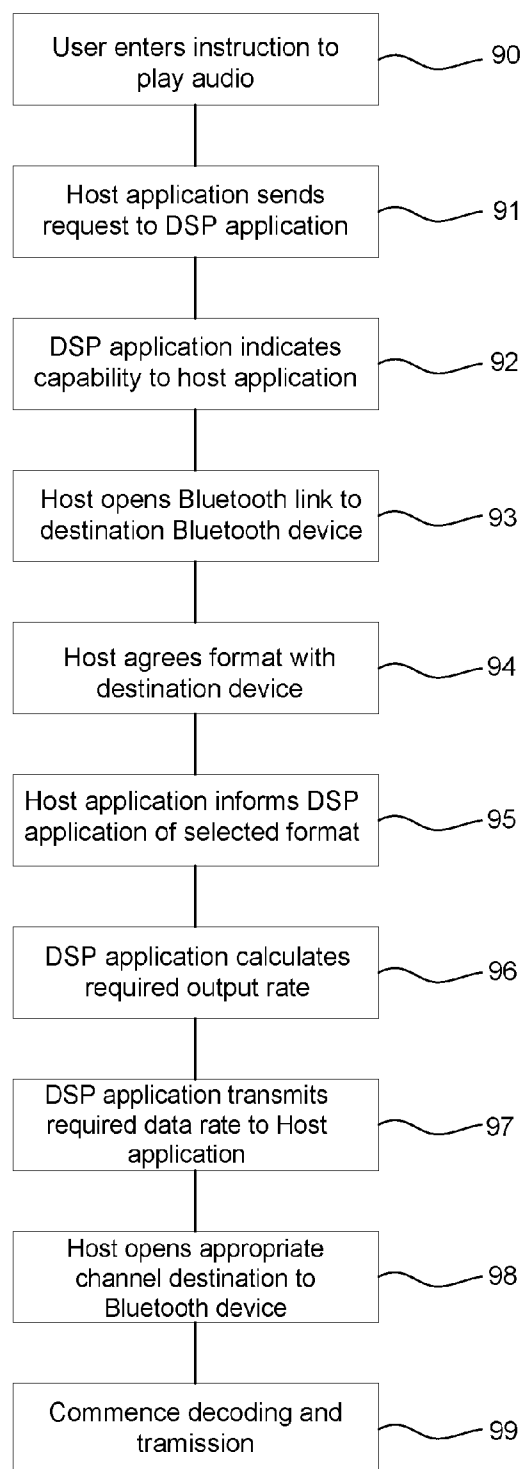 User enters instruction to
play audio
90
Host application sends
request to DSP application
91
DSP application indicates
capability to host application
92
Host opens Bluetooth link to
destination Bluetooth device
93
Host agrees format with
destination device
94
Host application informs DSP
application of selected format
95
DSP application calculates
required output rate
96
DSP application transmits
required data rate to Host
application
97
Host opens appropriate
channel destination to
Bluetooth device
98
Commence decoding and
tramission
99